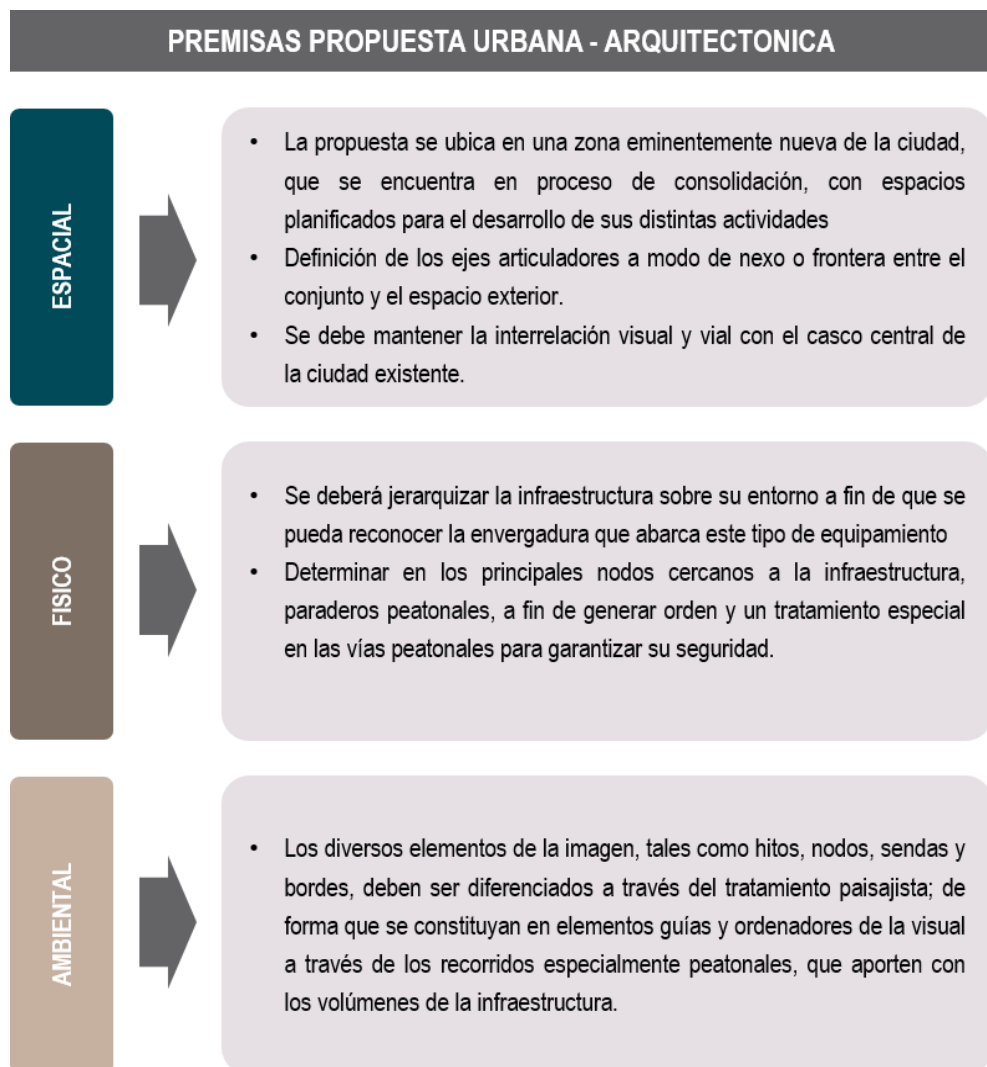 PREMISAS PROPUESTA URBANA - ARQUITECTONICA
ESPACIAL
• La propuesta se ubica en una zona eminentemente nueva de la ciudad,
que se encuentra en proceso de consolidación, con espacios
planificados para el desarrollo de sus distintas actividades
• Definición de los ejes articuladores a modo de nexo o frontera entre el
conjunto y el espacio exterior.
• Se debe mantener la interrelación visual y vial con el casco central de
la ciudad existente.
FISICO
• Se deberá jerarquizar la infraestructura sobre su entorno a fin de que se
pueda reconocer la envergadura que abarca este tipo de equipamiento
• Determinar en los principales nodos cercanos a la infraestructura,
paraderos peatonales, a fin de generar orden y un tratamiento especial
en las vías peatonales para garantizar su seguridad.
AMBIENTAL
• Los diversos elementos de la imagen, tales como hitos, nodos, sendas y
bordes, deben ser diferenciados a través del tratamiento paisajista; de
forma que se constituyan en elementos guías y ordenadores de la visual
a través de los recorridos especialmente peatonales, que aporten con
los volúmenes de la infraestructura.